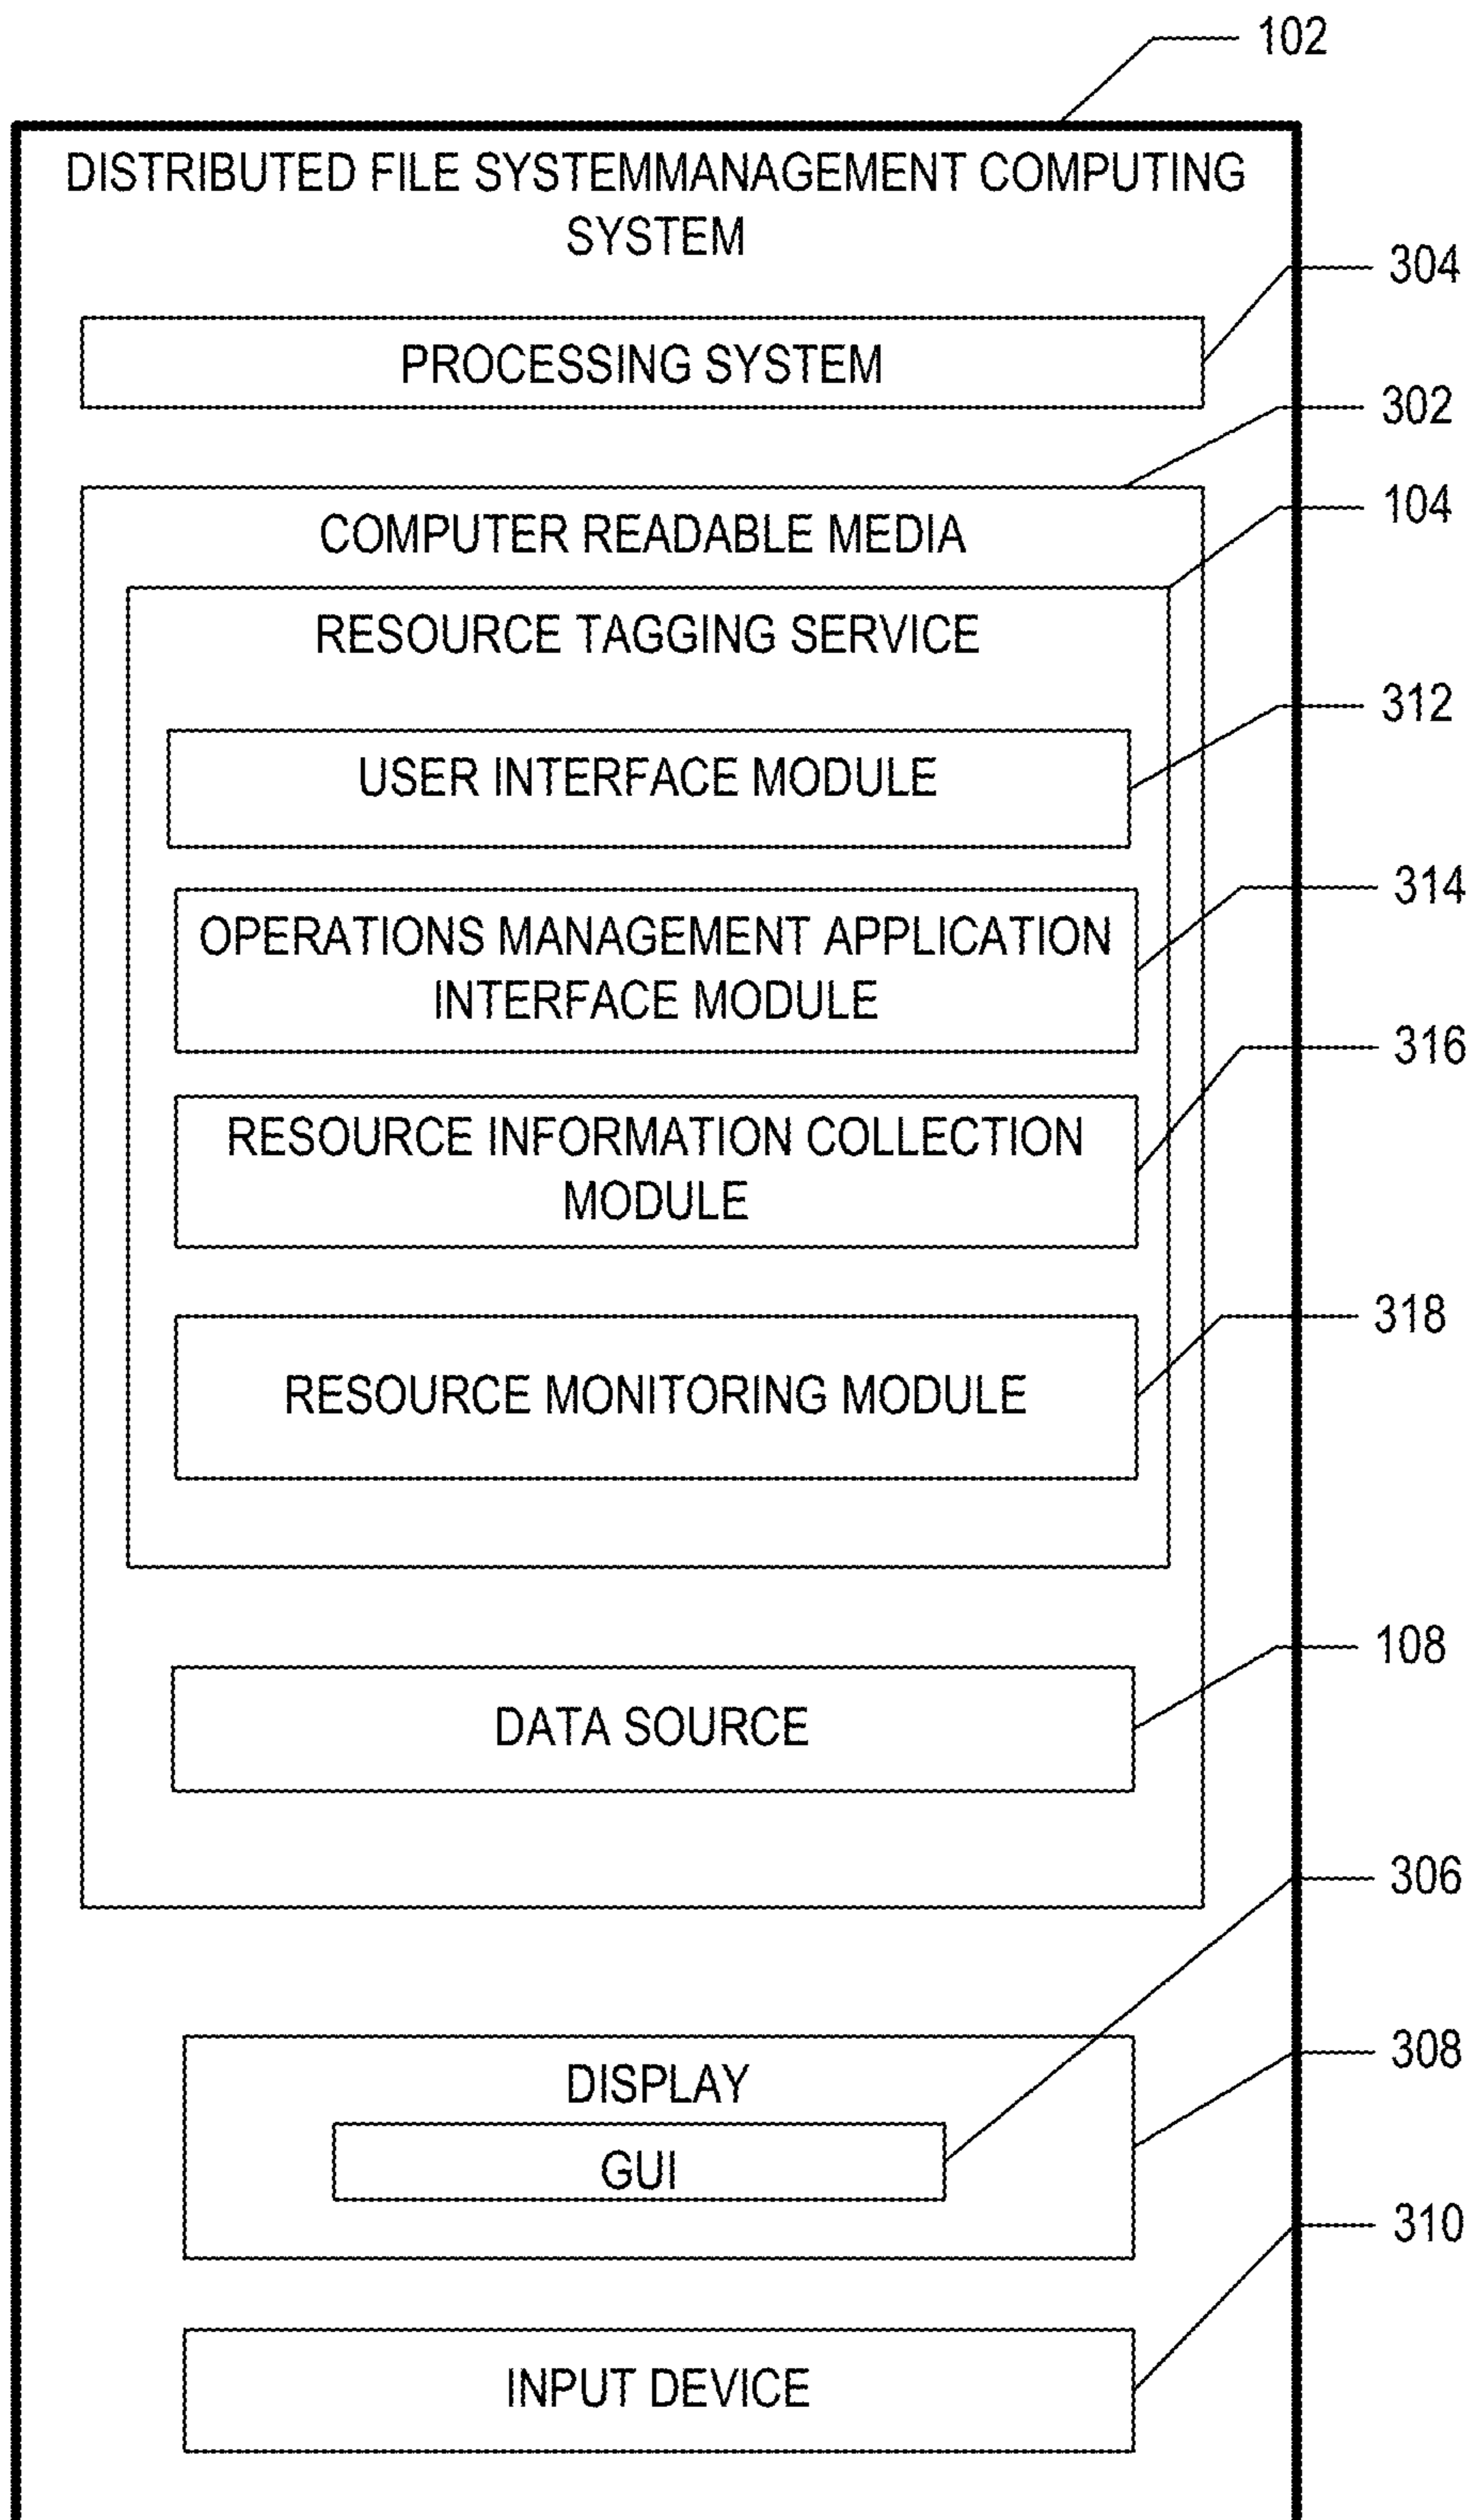 102
DISTRIBUTED FILE SYSTEMMANAGEMENT COMPUTING
SYSTEM
304
PROCESSING SYSTEM
302
COMPUTER READABLE MEDIA
104
RESOURCE TAGGING SERVICE
312
USER INTERFACE MODULE
314
OPERATIONS MANAGEMENT APPLICATION
INTERFACE MODULE
316
RESOURCE INFORMATION COLLECTION
MODULE
318
RESOURCE MONITORING MODULE
108
DATA SOURCE
306
308
DISPLAY
GUI
310
INPUT DEVICE